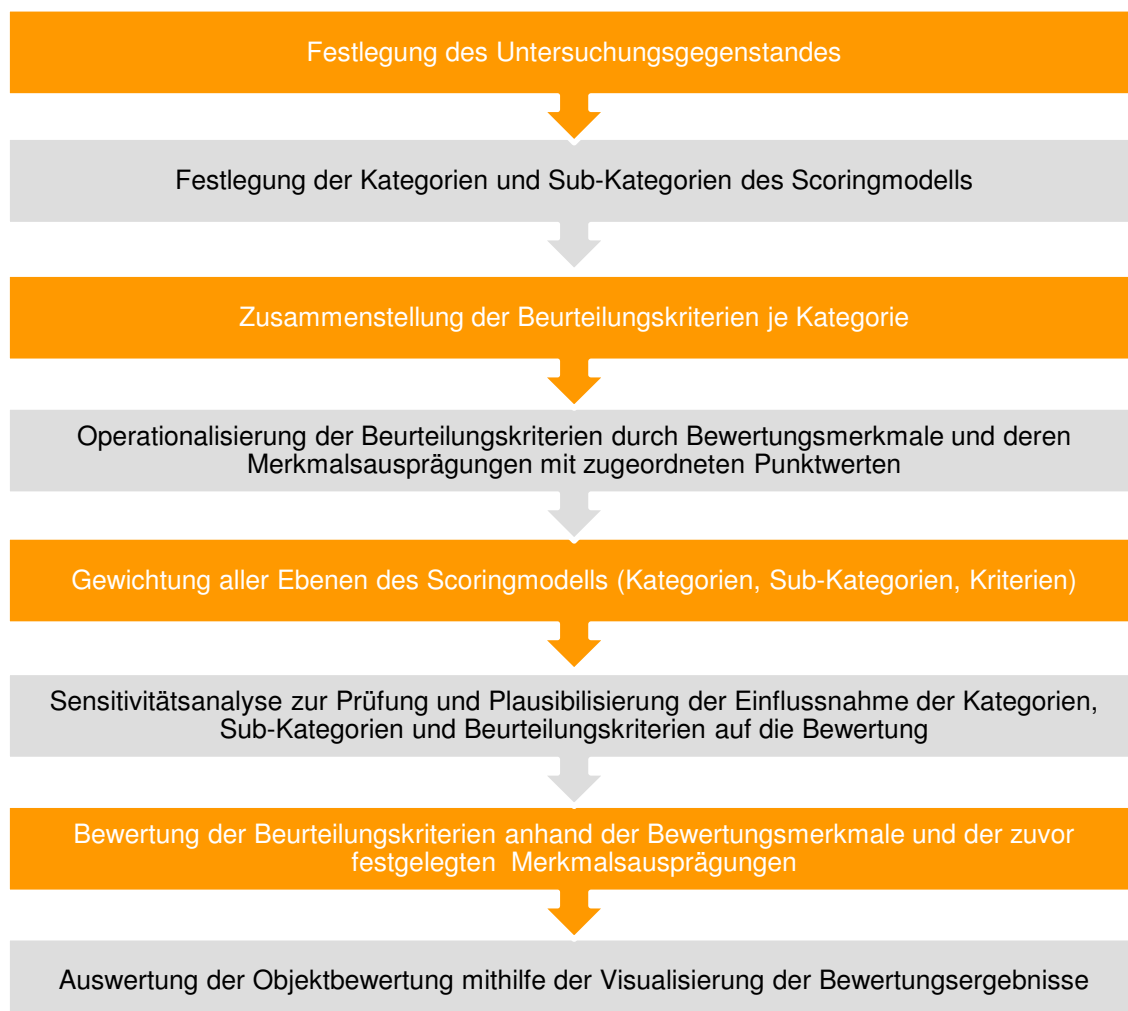 Festlegung des Untersuchungsgegenstandes
Festlegung der Kategorien und Sub-Kategorien des Scoringmodells
Zusammenstellung der Beurteilungskriterien je Kategorie
Operationalisierung der Beurteilungskriterien durch Bewertungsmerkmale und deren
Merkmalsausprägungen mit zugeordneten Punktwerten
Gewichtung aller Ebenen des Scoringmodells (Kategorien, Sub-Kategorien, Kriterien)
Sensitivitätsanalyse zur Prüfung und Plausibilisierung der Einflussnahme der Kategorien,
Sub-Kategorien und Beurteilungskriterien auf die Bewertung
Bewertung der Beurteilungskriterien anhand der Bewertungsmerkmale und der zuvor
festgelegten Merkmalsausprägungen
Auswertung der Objektbewertung mithilfe der Visualisierung der Bewertungsergebnisse